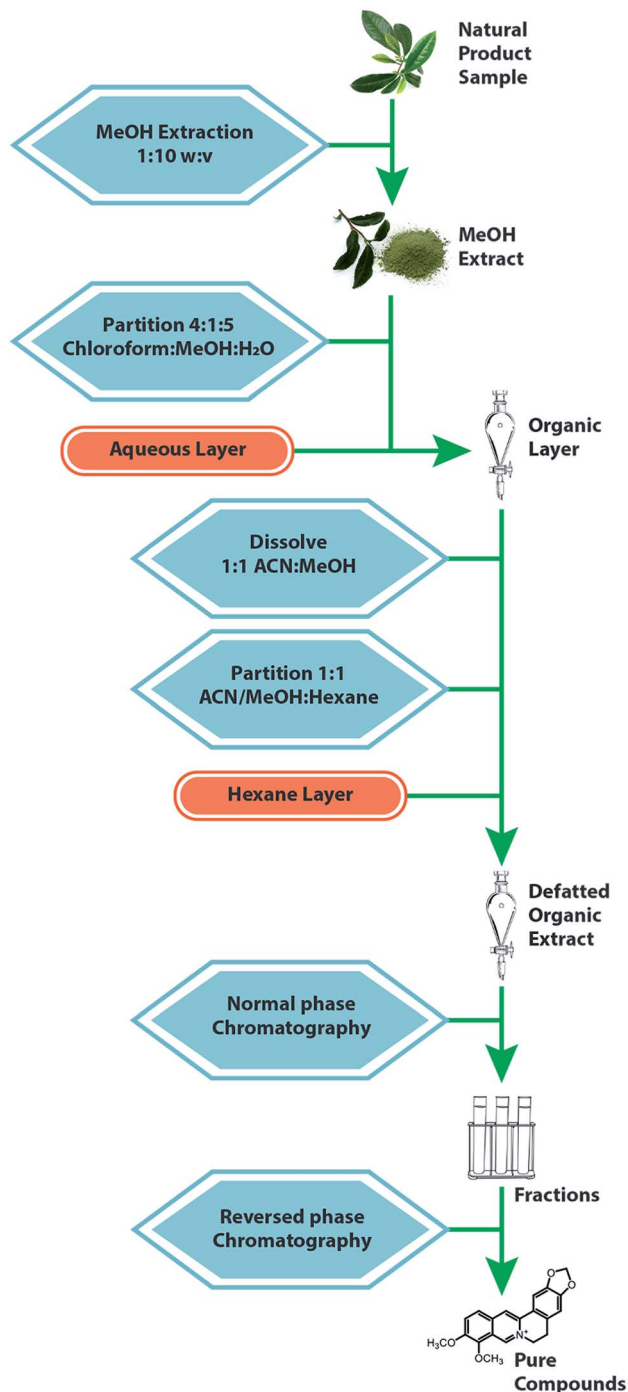 Natural
Product
Sample
MeOH Extraction
1:10 w:v
MeOH
Extract
Partition 4:1:5
Chloroform:MeOH:H₂O
Aqueous Layer
Organic
Layer
Dissolve
1:1 ACN:MeOH
Partition 1:1
ACN/MeOH:Hexane
Hexane Layer
Defatted
Organic
Extract
Normal phase
Chromatography
Fractions
Reversed phase
Chromatography
O
O
N⁺
H₃CO
OCH₃
Pure
Compounds